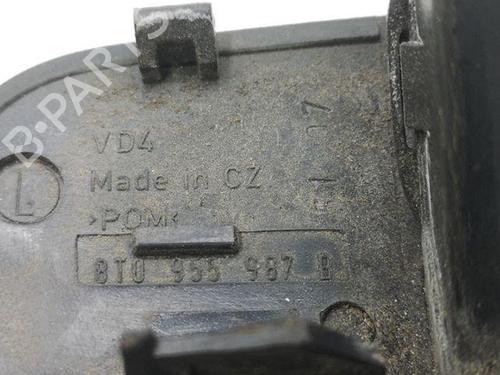 B-PARTS
VD4
Made in CZ
>POM<
8T0 955 987 B
L